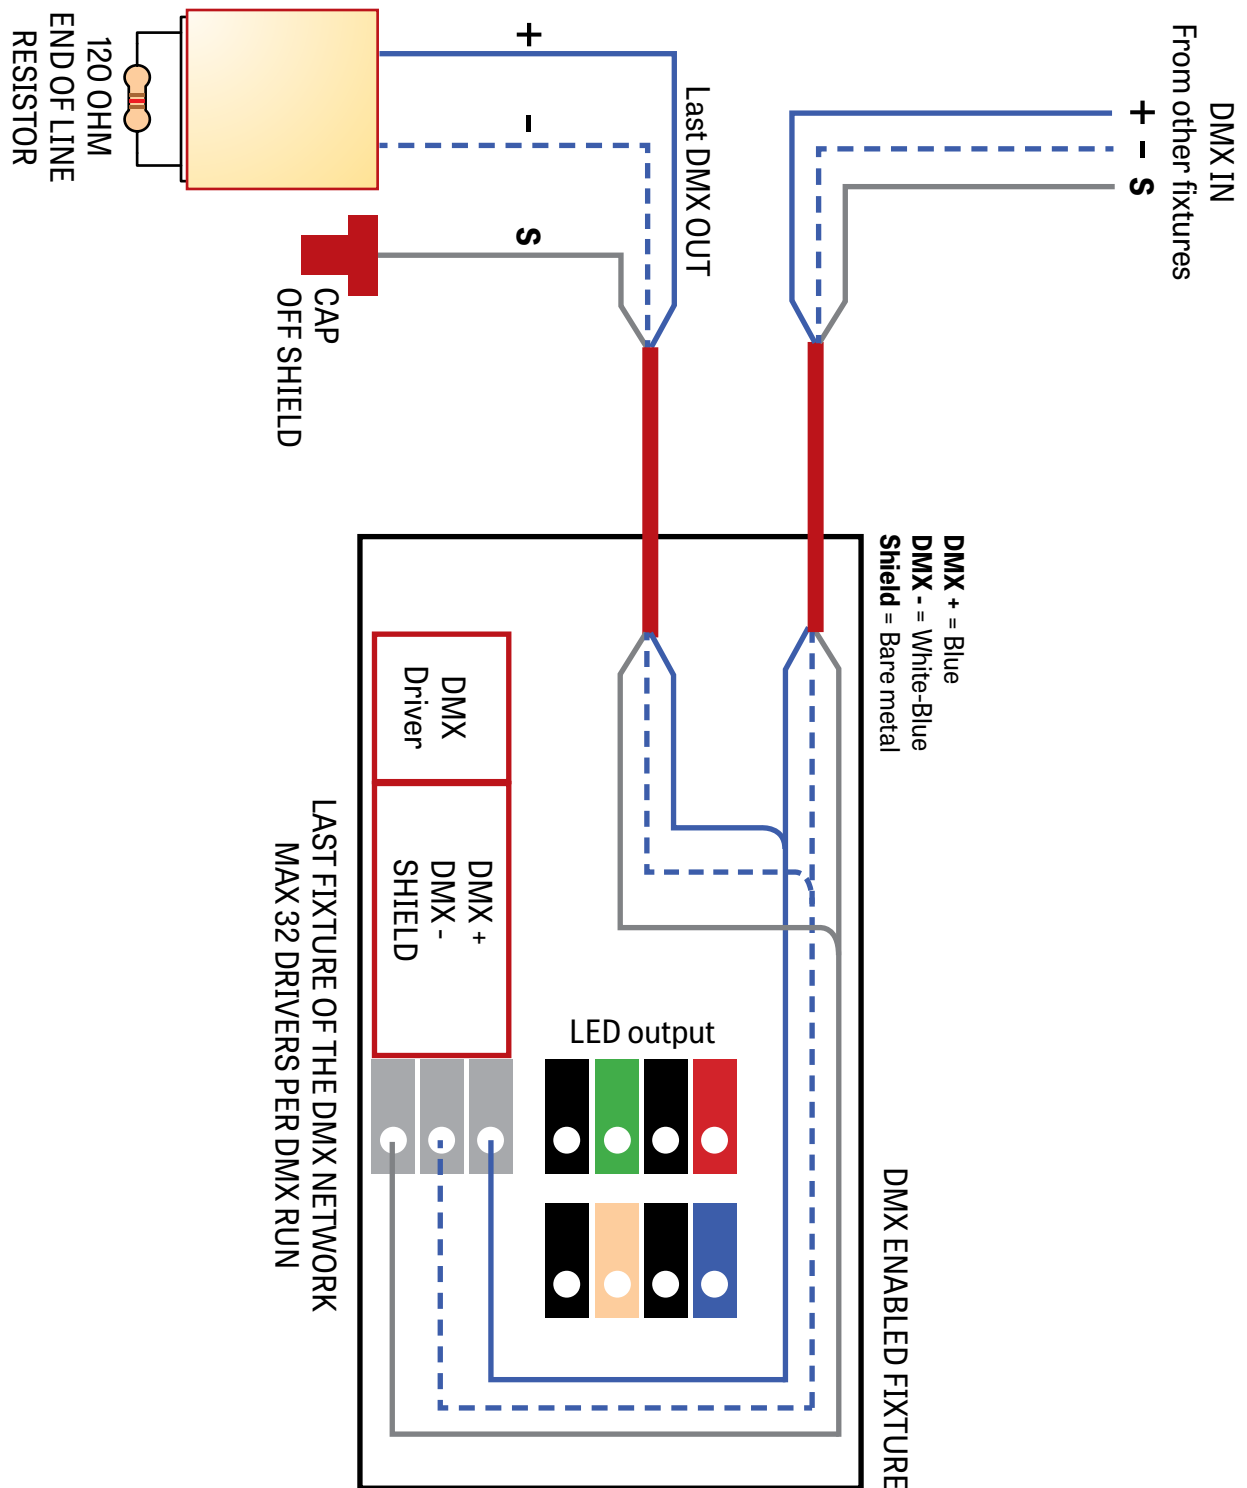 DMX IN
From other fixtures
+
-
S
Last DMX OUT
+
-
S
120 OHM
END OF LINE
RESISTOR
CAP
OFF SHIELD
DMX + = Blue
DMX - = White-Blue
Shield = Bare metal
DMX
Driver
DMX +
DMX -
SHIELD
LED output
DMX ENABLED FIXTURE
LAST FIXTURE OF THE DMX NETWORK
MAX 32 DRIVERS PER DMX RUN